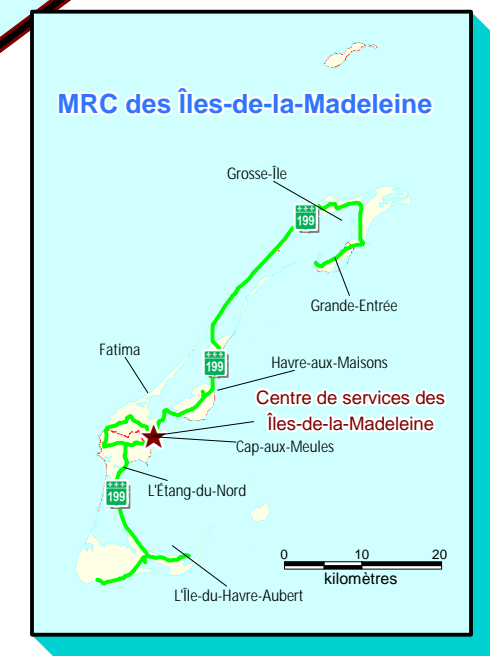 MRC des Îles-de-la-Madeleine
Grosse-Île
199
Grande-Entrée
Fatima
199
Havre-aux-Maisons
Centre de services des
Îles-de-la-Madeleine
Cap-aux-Meules
L'Étang-du-Nord
199
0 10 20
kilomètres
L'Île-du-Havre-Aubert